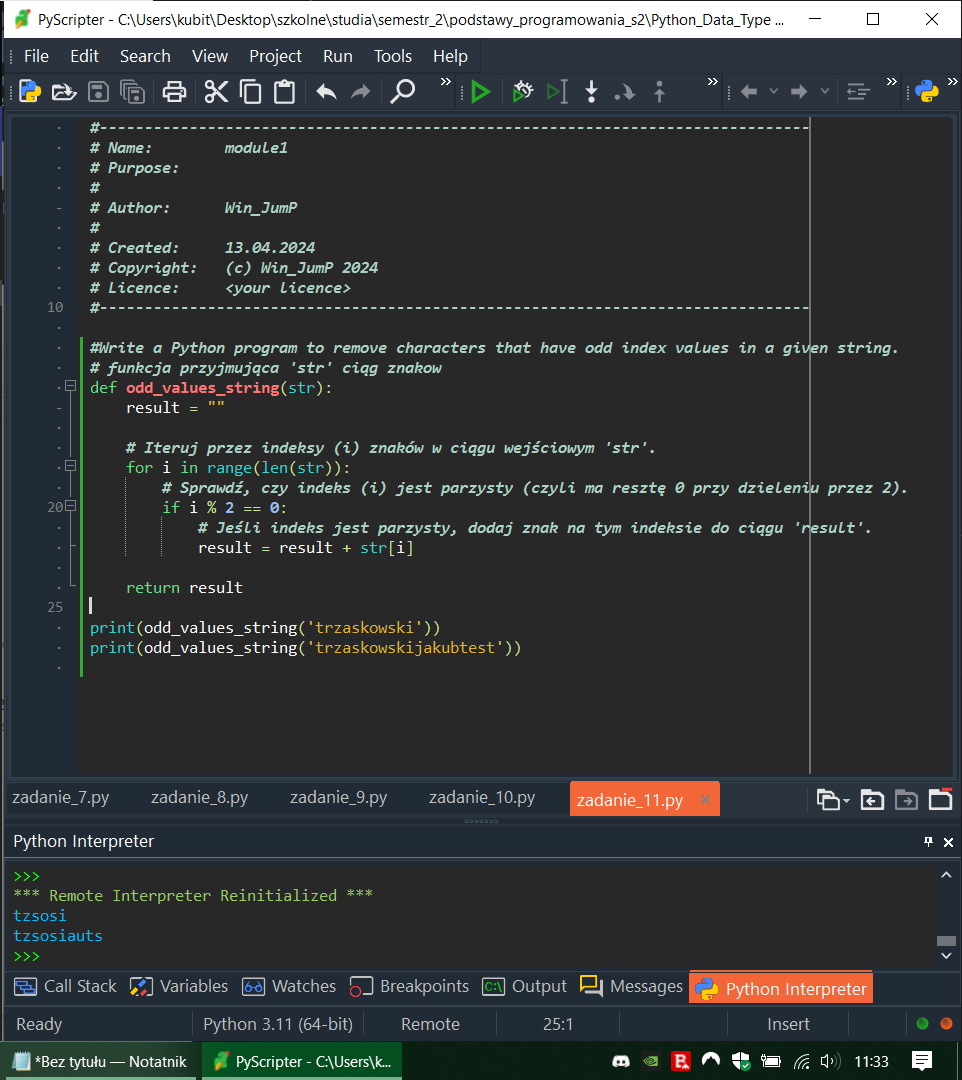 PyScripter - C:\Users\kubit\Desktop\szkolne\studia\semestr_2\podstawy_programowania_s2\Python_Data_Type ...
File Edit Search View Project Run Tools Help
#-------------------------------------------------------------------------------
# Name: module1
# Purpose:
#
# Author: Win_JumP
#
# Created: 13.04.2024
# Copyright: (c) Win_JumP 2024
# Licence: <your licence>
10 #-------------------------------------------------------------------------------
#Write a Python program to remove characters that have odd index values in a given string.
# funkcja przyjmująca 'str' ciąg znakow
def odd_values_string(str):
result = ""
# Iteruj przez indeksy (i) znaków w ciągu wejściowym 'str'.
for i in range(len(str)):
# Sprawdź, czy indeks (i) jest parzysty (czyli ma resztę 0 przy dzieleniu przez 2).
20 if i % 2 == 0:
# Jeśli indeks jest parzysty, dodaj znak na tym indeksie do ciągu 'result'.
result = result + str[i]
return result
25
print(odd_values_string('trzaskowski'))
print(odd_values_string('trzaskowskijakubtest'))
zadanie_7.py zadanie_8.py zadanie_9.py zadanie_10.py zadanie_11.py
Python Interpreter
>>>
*** Remote Interpreter Reinitialized ***
tzsosi
tzsosiauts
>>>
Call Stack Variables Watches Breakpoints C:\ Output Messages Python Interpreter
Ready Python 3.11 (64-bit) Remote 25:1 Insert
*Bez tytułu — Notatnik PyScripter - C:\Users\k... 11:33